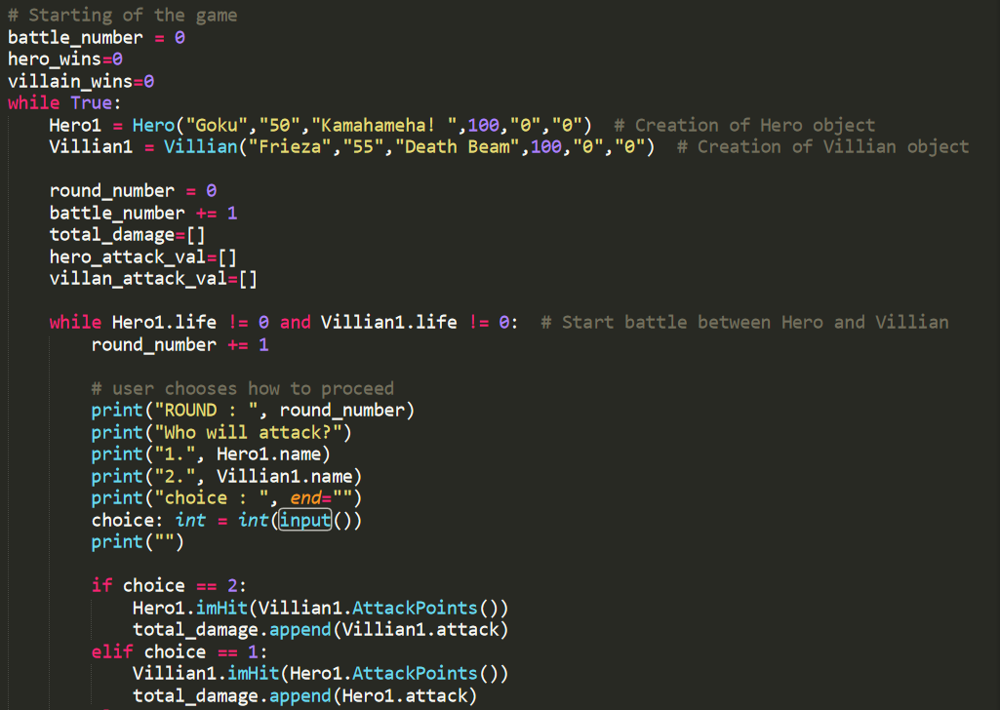 # Starting of the game
battle_number = 0
hero_wins=0
villain_wins=0
while True:
    Hero1 = Hero("Goku","50","Kamahameha! ",100,"0","0")  # Creation of Hero object
    Villian1 = Villian("Frieza","55","Death Beam",100,"0","0")  # Creation of Villian object

    round_number = 0
    battle_number += 1
    total_damage=[]
    hero_attack_val=[]
    villan_attack_val=[]

    while Hero1.life != 0 and Villian1.life != 0:  # Start battle between Hero and Villian
        round_number += 1

        # user chooses how to proceed
        print("ROUND : ", round_number)
        print("Who will attack?")
        print("1.", Hero1.name)
        print("2.", Villian1.name)
        print("choice : ", end="")
        choice: int = int(input())
        print("")

        if choice == 2:
            Hero1.imHit(Villian1.AttackPoints())
            total_damage.append(Villian1.attack)
        elif choice == 1:
            Villian1.imHit(Hero1.AttackPoints())
            total_damage.append(Hero1.attack)